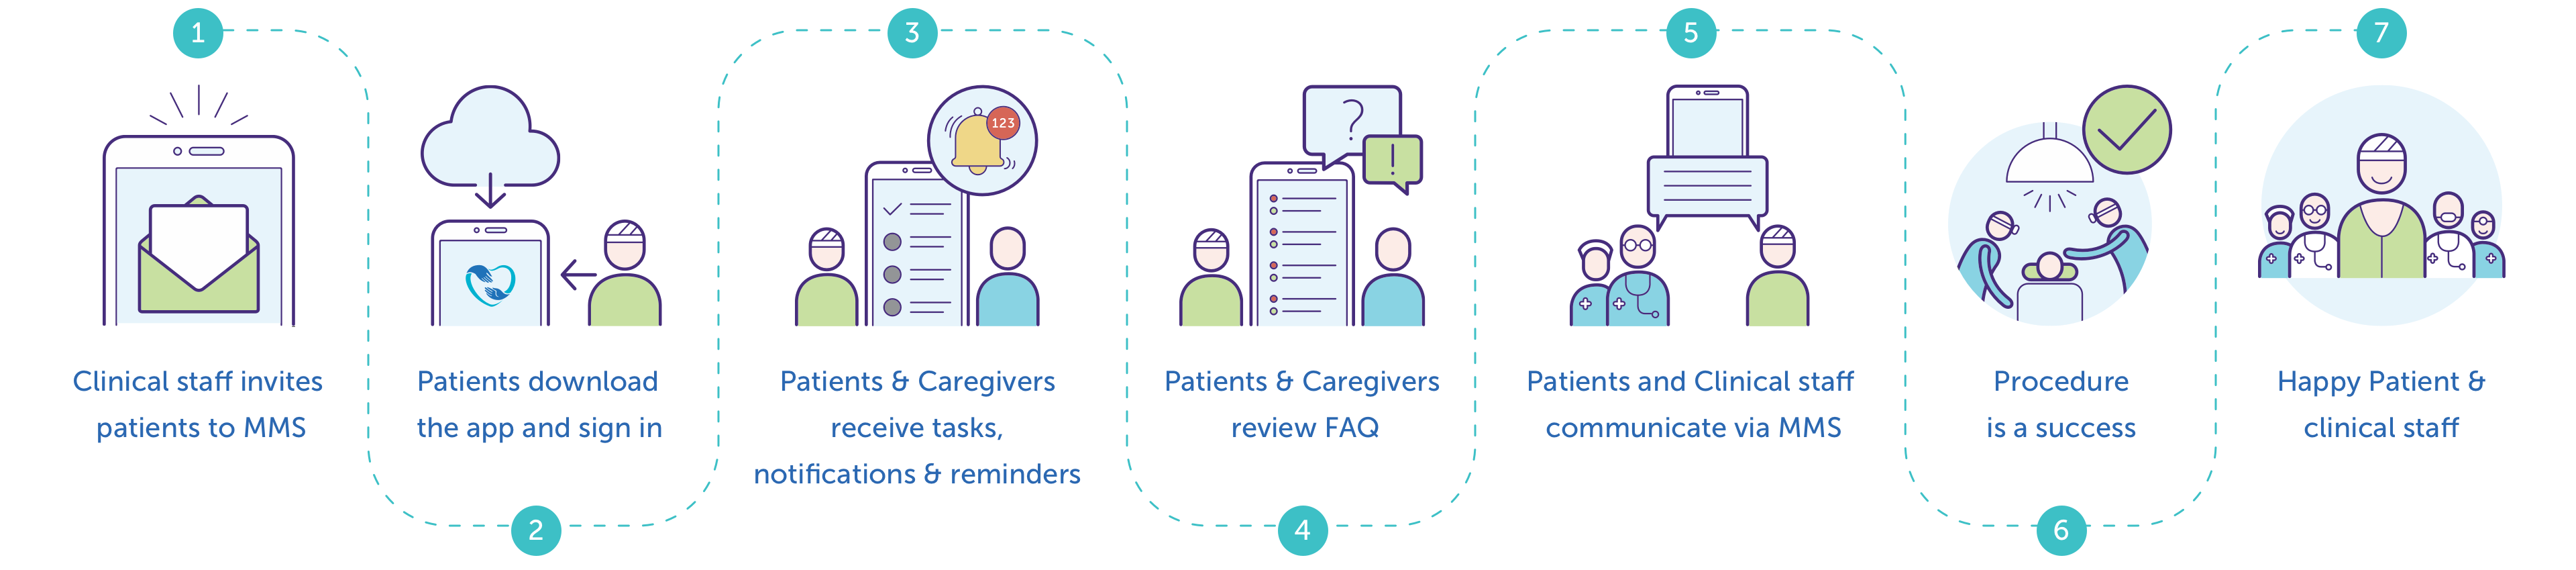 1
Clinical staff invites
patients to MMS
2
Patients download
the app and sign in
3
123
Patients & Caregivers
receive tasks,
notifications & reminders
4
?
!
Patients & Caregivers
review FAQ
5
Patients and Clinical staff
communicate via MMS
6
Procedure
is a success
7
Happy Patient &
clinical staff